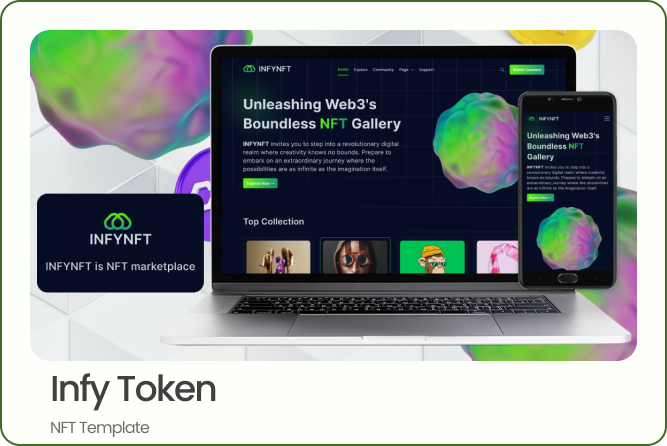 INFYNFT
Home Explore Community Page Support
Wallet Connect
Unleashing Web3's
Boundless NFT Gallery
INFYNFT invites you to step into a revolutionary digital
realm where creativity knows no bounds. Prepare to
embark on an extraordinary journey where the
possibilities are as infinite as the imagination itself.
Explore Now
Top Collection
INFYNFT
Unleashing Web3's
Boundless NFT
Gallery
INFYNFT invites you to step into a
revolutionary digital realm where creativity
knows no bounds. Prepare to embark on an
extraordinary journey where the possibilities
are as infinite as the imagination itself.
Explore Now
INFYNFT
INFYNFT is NFT marketplace
Infy Token
NFT Template